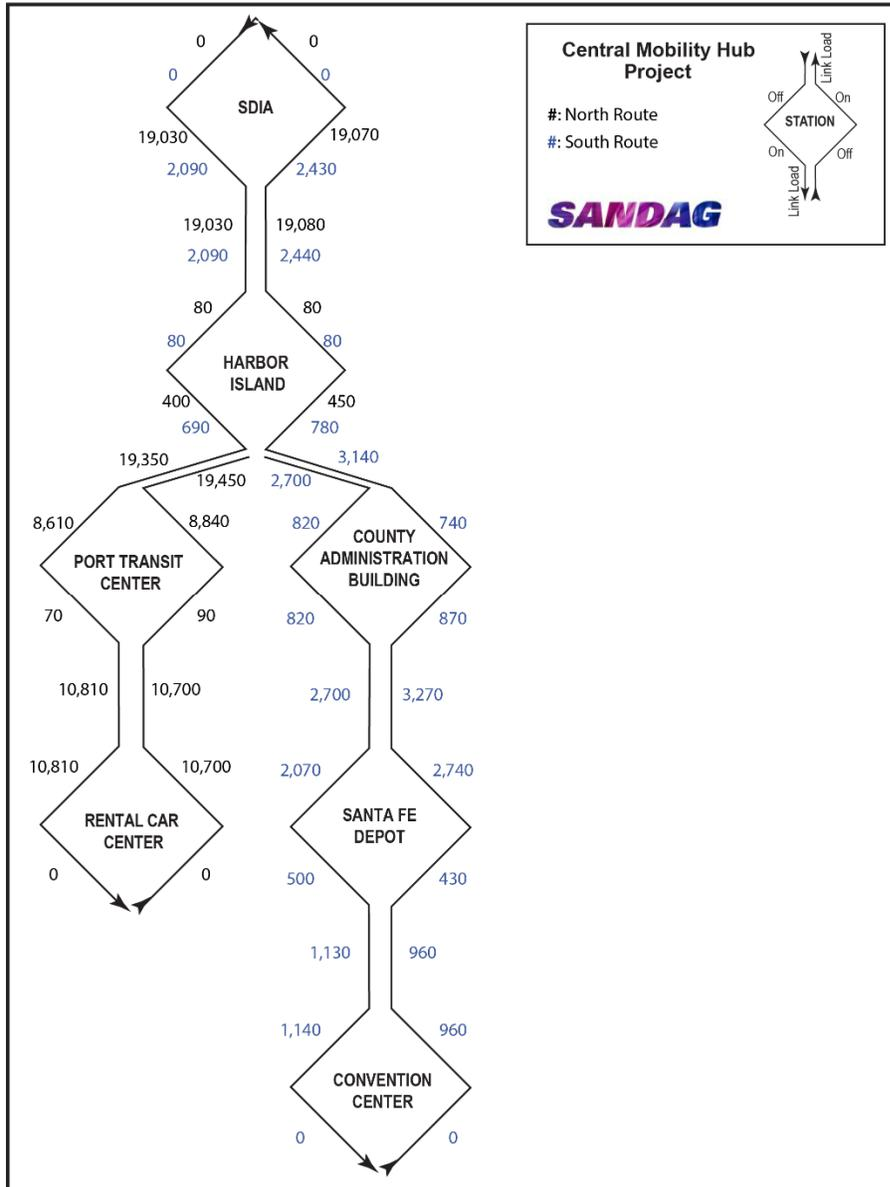 Central Mobility Hub
Project
#: North Route
#: South Route
SANDAG
Link Load
Off
On
STATION
On
Off
Link Load
0
0
0
0
SDIA
19,030
19,070
2,090
2,430
19,030
19,080
2,090
2,440
80
80
80
80
HARBOR
ISLAND
400
450
690
780
19,350
3,140
19,450
2,700
8,610
8,840
820
740
PORT TRANSIT
CENTER
COUNTY
ADMINISTRATION
BUILDING
70
90
820
870
10,810
10,700
2,700
3,270
10,810
10,700
2,070
2,740
RENTAL CAR
CENTER
SANTA FE
DEPOT
0
0
500
430
1,130
960
1,140
960
CONVENTION
CENTER
0
0